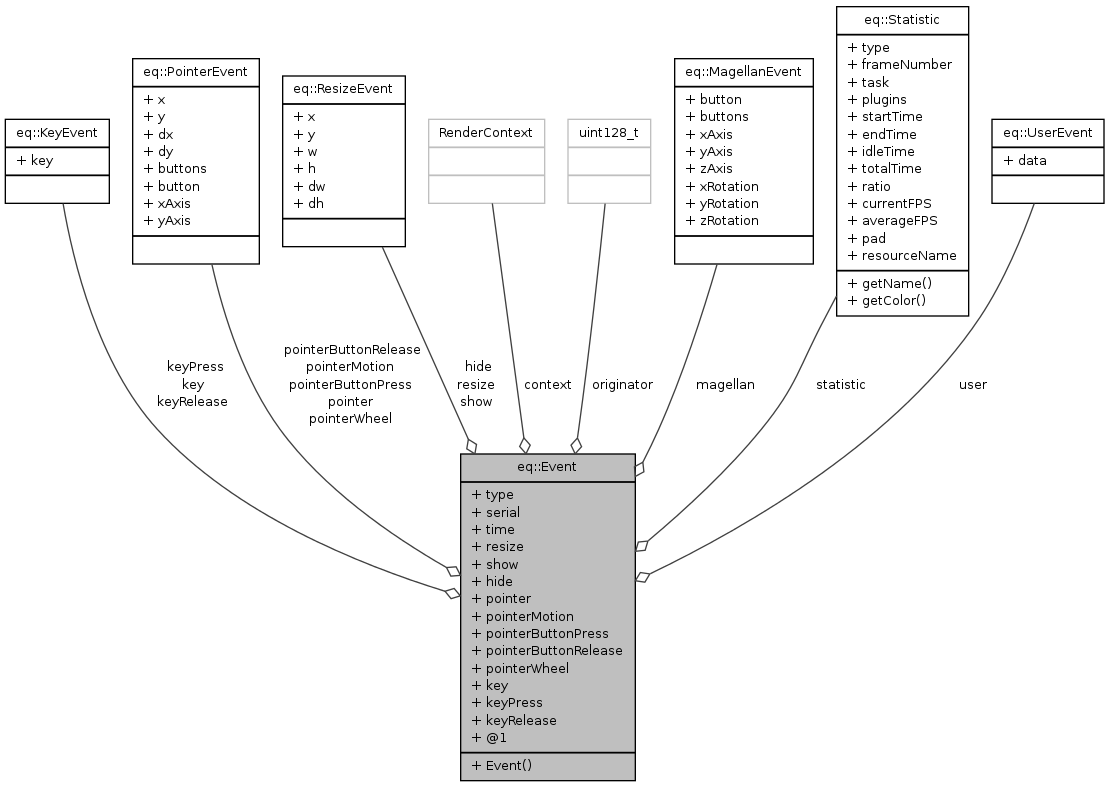 eq::KeyEvent
+ key
eq::PointerEvent
+ x
+ y
+ dx
+ dy
+ buttons
+ button
+ xAxis
+ yAxis
eq::ResizeEvent
+ x
+ y
+ w
+ h
+ dw
+ dh
RenderContext
uint128_t
eq::MagellanEvent
+ button
+ buttons
+ xAxis
+ yAxis
+ zAxis
+ xRotation
+ yRotation
+ zRotation
eq::Statistic
+ type
+ frameNumber
+ task
+ plugins
+ startTime
+ endTime
+ idleTime
+ totalTime
+ ratio
+ currentFPS
+ averageFPS
+ pad
+ resourceName
+ getName()
+ getColor()
eq::UserEvent
+ data
keyPress
key
keyRelease
pointerButtonRelease
pointerMotion
pointerButtonPress
pointer
pointerWheel
hide
resize
show
context
originator
magellan
statistic
user
eq::Event
+ type
+ serial
+ time
+ resize
+ show
+ hide
+ pointer
+ pointerMotion
+ pointerButtonPress
+ pointerButtonRelease
+ pointerWheel
+ key
+ keyPress
+ keyRelease
+ @1
+ Event()